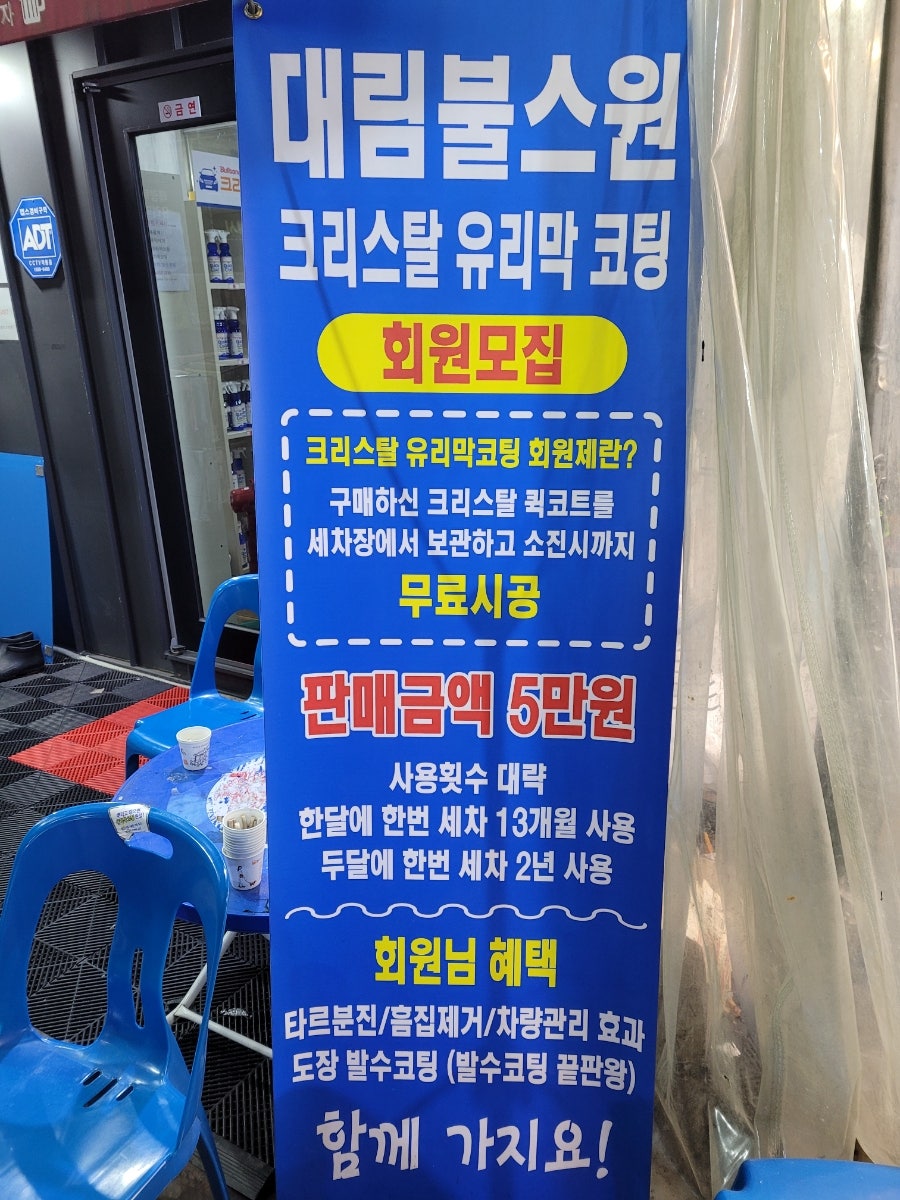 금연
ADT
대림불스원
크리스탈 유리막 코팅
회원모집
크리스탈 유리막코팅 회원제란?
구매하신 크리스탈 퀵코트를
세차장에서 보관하고 소진시까지
무료시공
판매금액 5만원
사용횟수 대략
한달에 한번 세차 13개월 사용
두달에 한번 세차 2년 사용
회원님 혜택
타르분진/흠집제거/차량관리 효과
도장 발수코팅 (발수코팅 끝판왕)
함께 가지요!